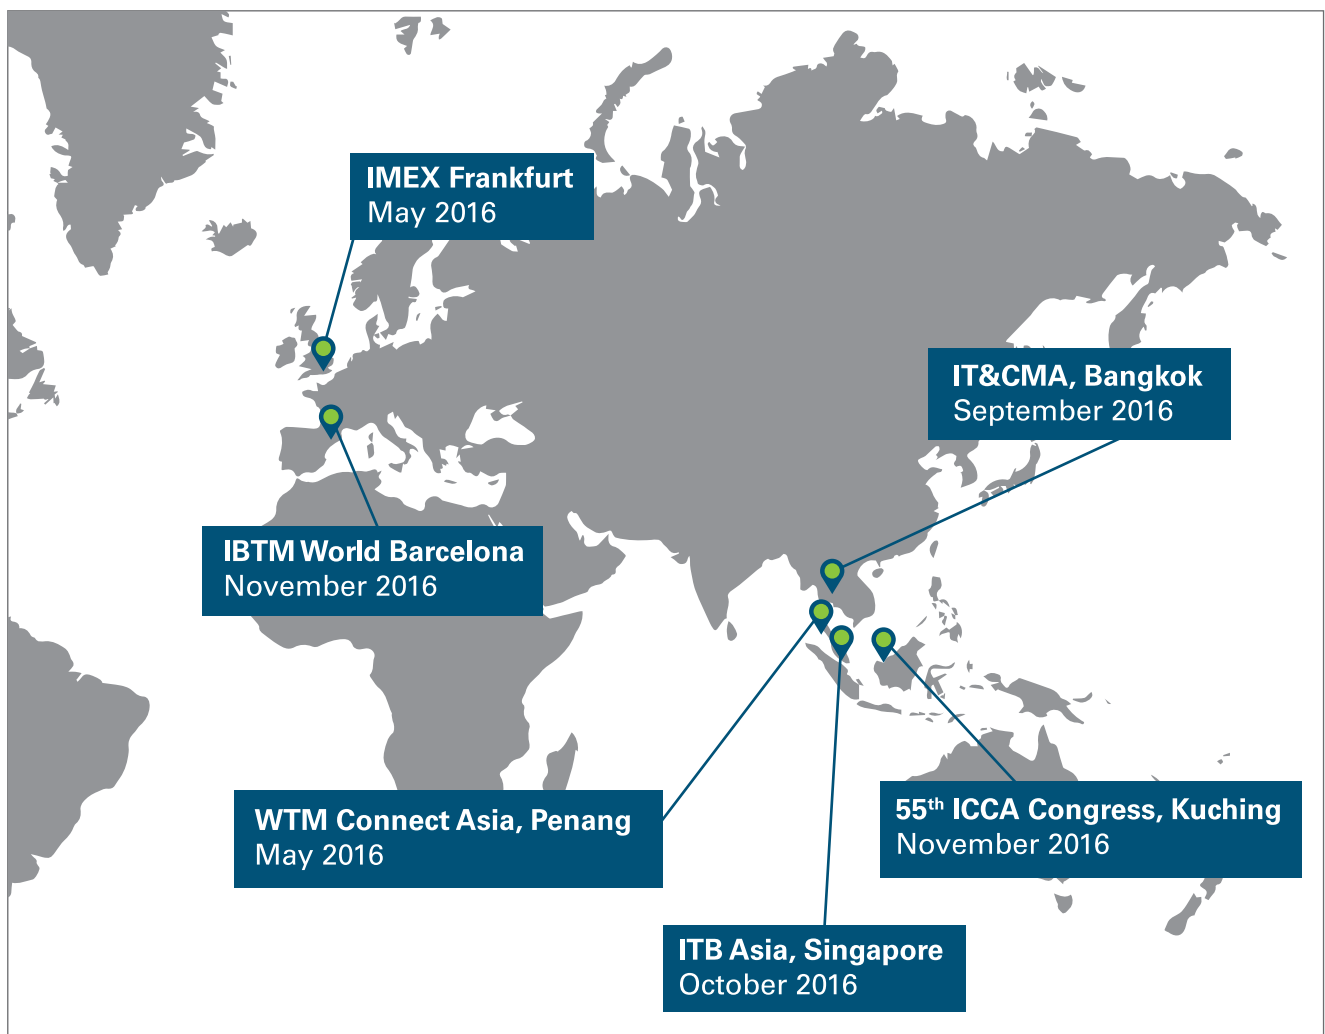 IMEX Frankfurt
May 2016
IT&CMA, Bangkok
September 2016
IBTM World Barcelona
November 2016
WTM Connect Asia, Penang
May 2016
55th ICCA Congress, Kuching
November 2016
ITB Asia, Singapore
October 2016